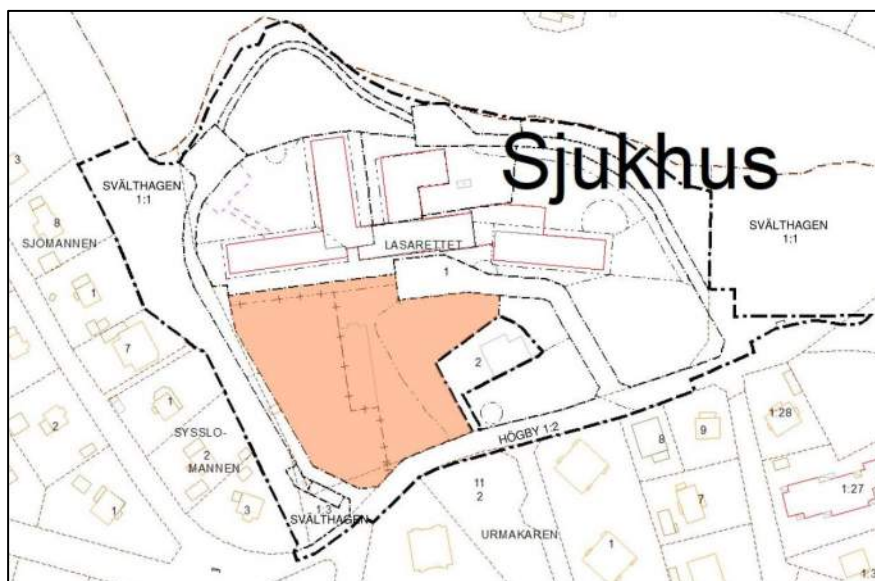 Sjukhus
3
SVÄLTHAGEN
1:1
8
SJÖMANNEN
LASARETTET
SVÄLTHAGEN
1:1
1
1
7
2
1
2
SYSSLO-
2
MANNEN
HÖGBY 1:2
1:28
9
8
1
3
1:3
SVÄLTHAGEN
11
2
7
1:27
URMAKAREN
1
1:3